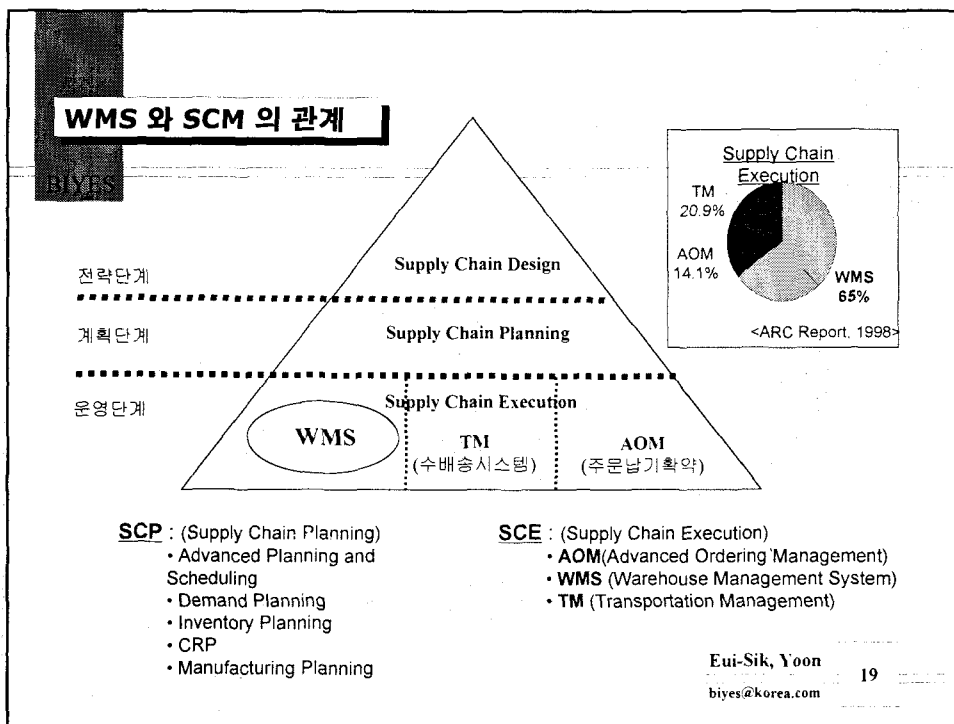 WMS 와 SCM 의 관계
BIYES
Supply Chain
Execution
TM
20.9%
AOM
14.1%
WMS
65%
<ARC Report, 1998>
전략단계
Supply Chain Design
계획단계
Supply Chain Planning
운영단계
Supply Chain Execution
WMS
TM
(수배송시스템)
AOM
(주문납기확약)
SCP : (Supply Chain Planning)
• Advanced Planning and
Scheduling
• Demand Planning
• Inventory Planning
• CRP
• Manufacturing Planning
SCE : (Supply Chain Execution)
• AOM(Advanced Ordering Management)
• WMS (Warehouse Management System)
• TM (Transportation Management)
Eui-Sik, Yoon
biyes@korea.com
19